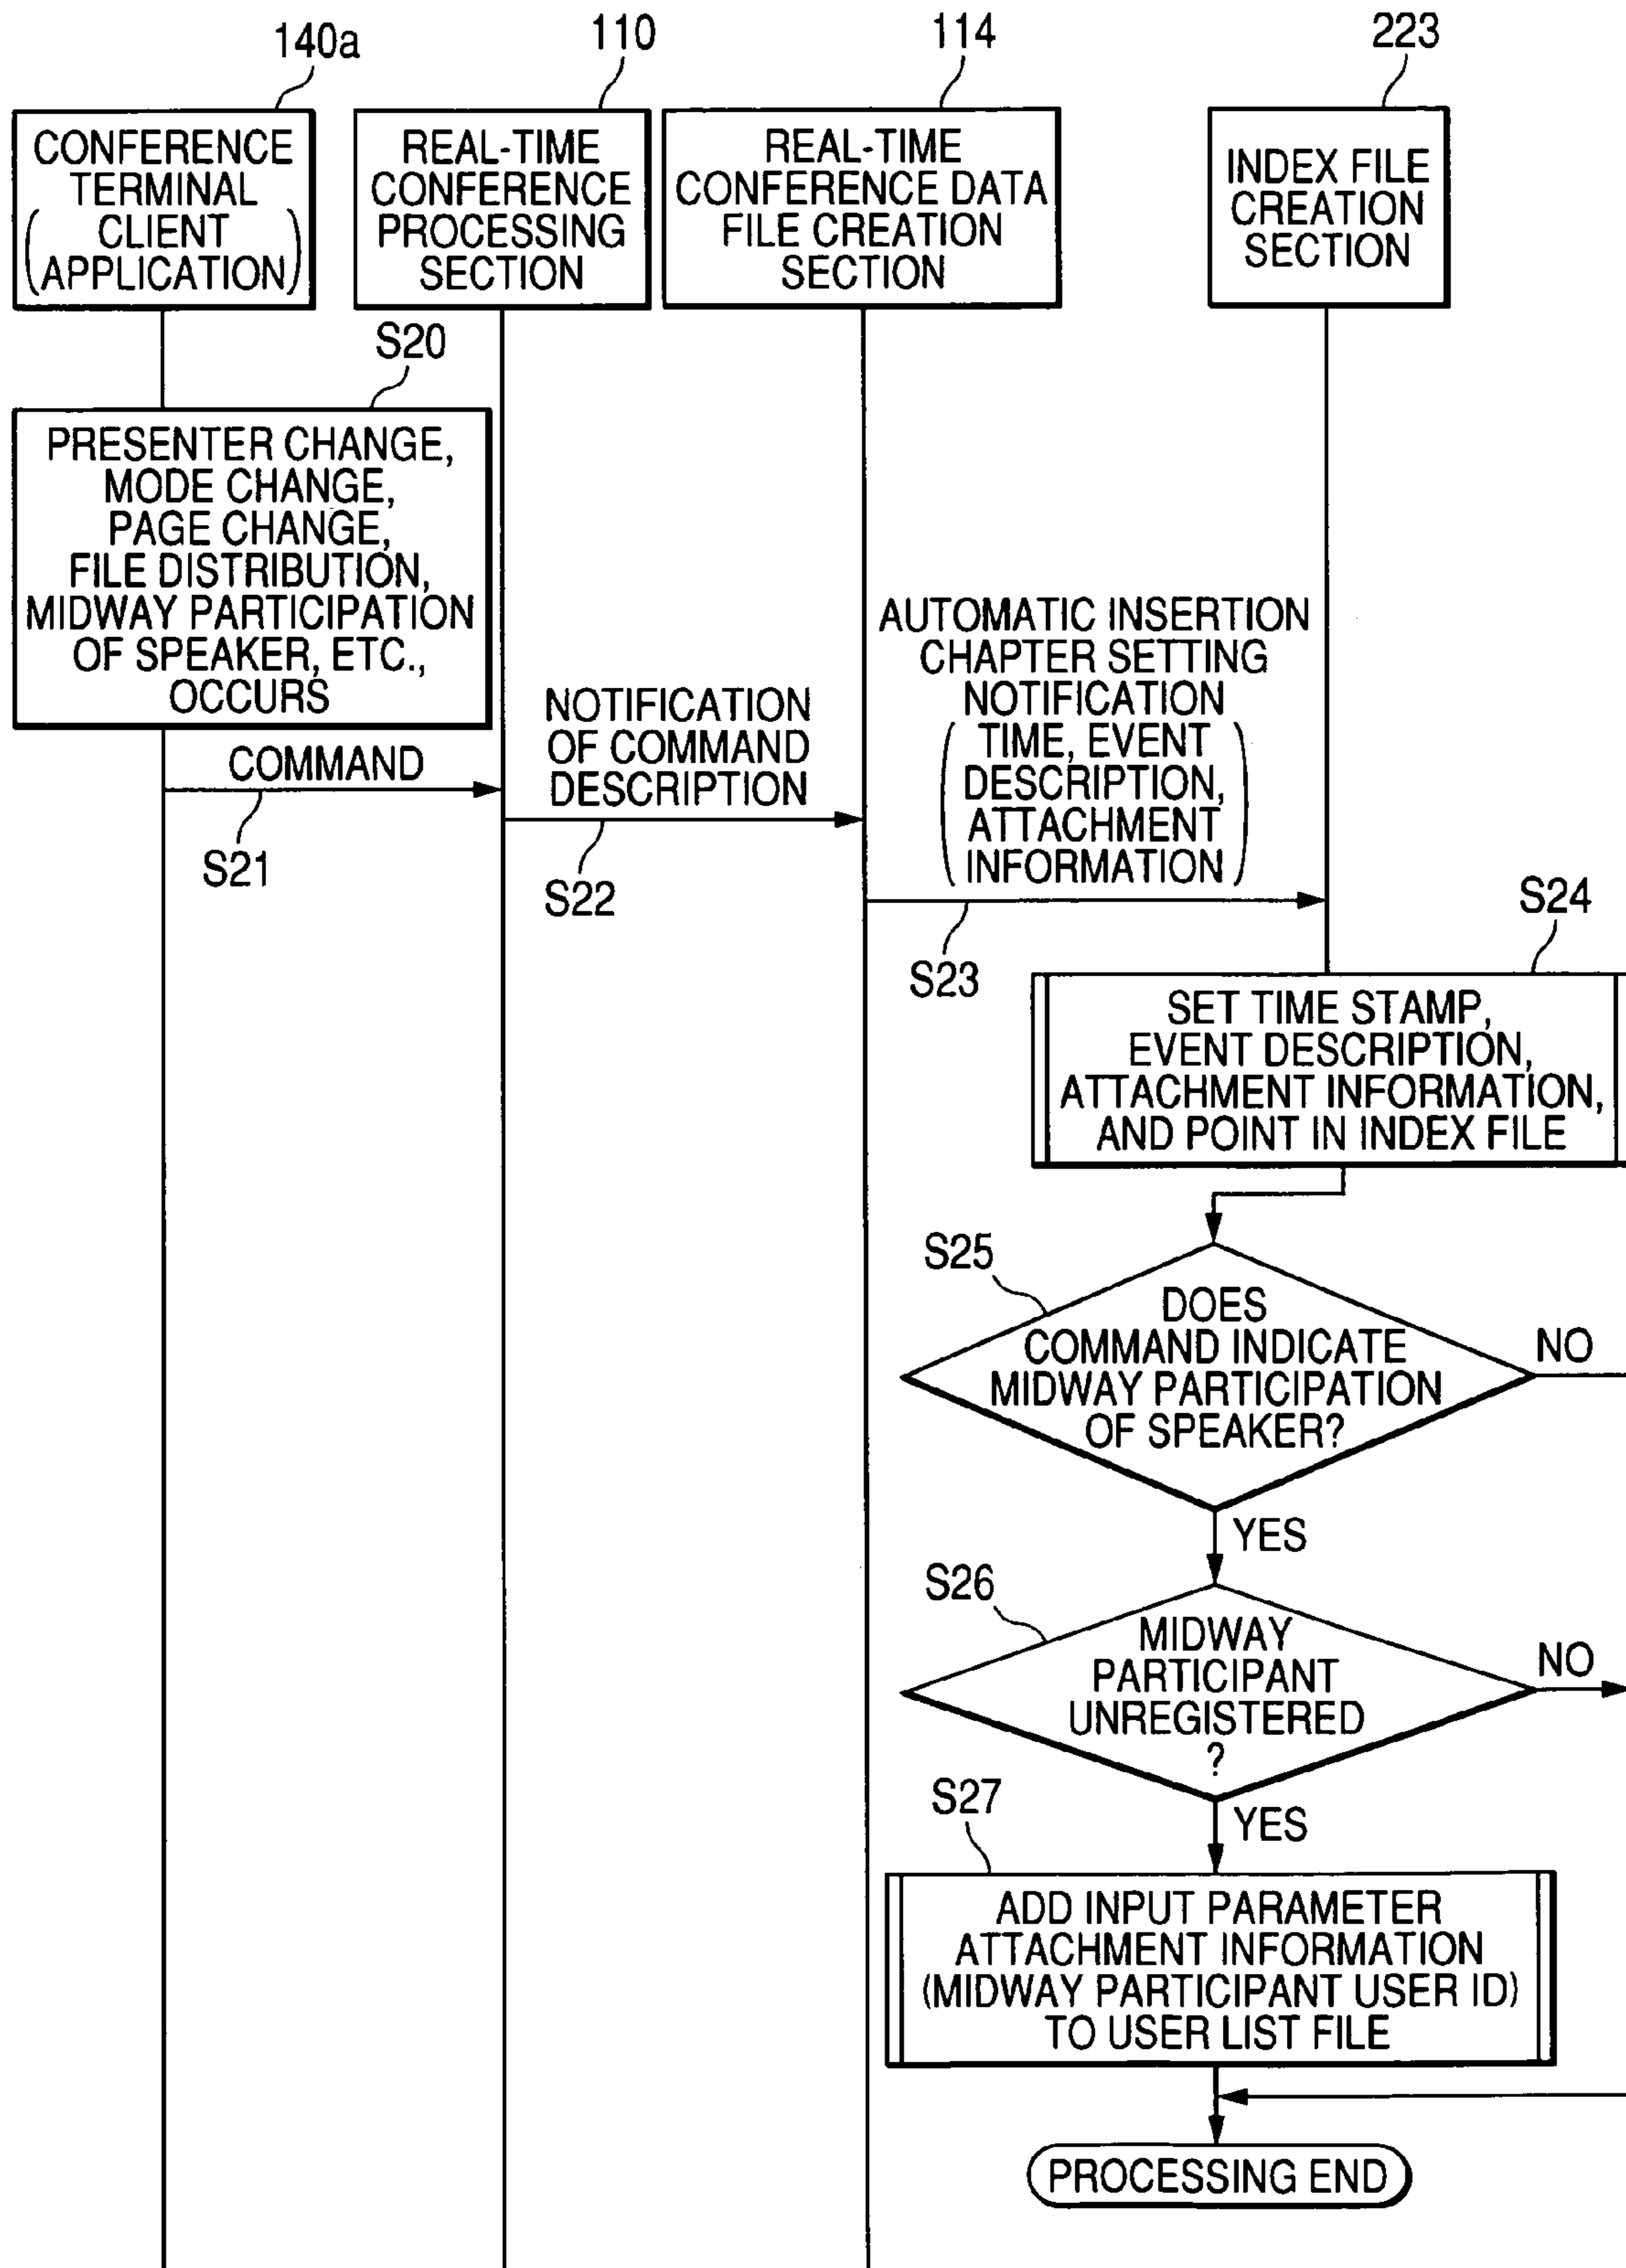 140a
110
114
223
CONFERENCE
TERMINAL
(CLIENT
APPLICATION)
REAL-TIME
CONFERENCE
PROCESSING
SECTION
REAL-TIME
CONFERENCE DATA
FILE CREATION
SECTION
INDEX FILE
CREATION
SECTION
S20
PRESENTER CHANGE,
MODE CHANGE,
PAGE CHANGE,
FILE DISTRIBUTION,
MIDWAY PARTICIPATION
OF SPEAKER, ETC.,
OCCURS
COMMAND
S21
NOTIFICATION
OF COMMAND
DESCRIPTION
S22
AUTOMATIC INSERTION
CHAPTER SETTING
NOTIFICATION
(TIME, EVENT
DESCRIPTION,
ATTACHMENT
INFORMATION)
S23
S24
SET TIME STAMP,
EVENT DESCRIPTION,
ATTACHMENT INFORMATION,
AND POINT IN INDEX FILE
S25
DOES
COMMAND INDICATE
MIDWAY PARTICIPATION
OF SPEAKER?
NO
YES
S26
MIDWAY
PARTICIPANT
UNREGISTERED
?
NO
YES
S27
ADD INPUT PARAMETER
ATTACHMENT INFORMATION
(MIDWAY PARTICIPANT USER ID)
TO USER LIST FILE
PROCESSING END